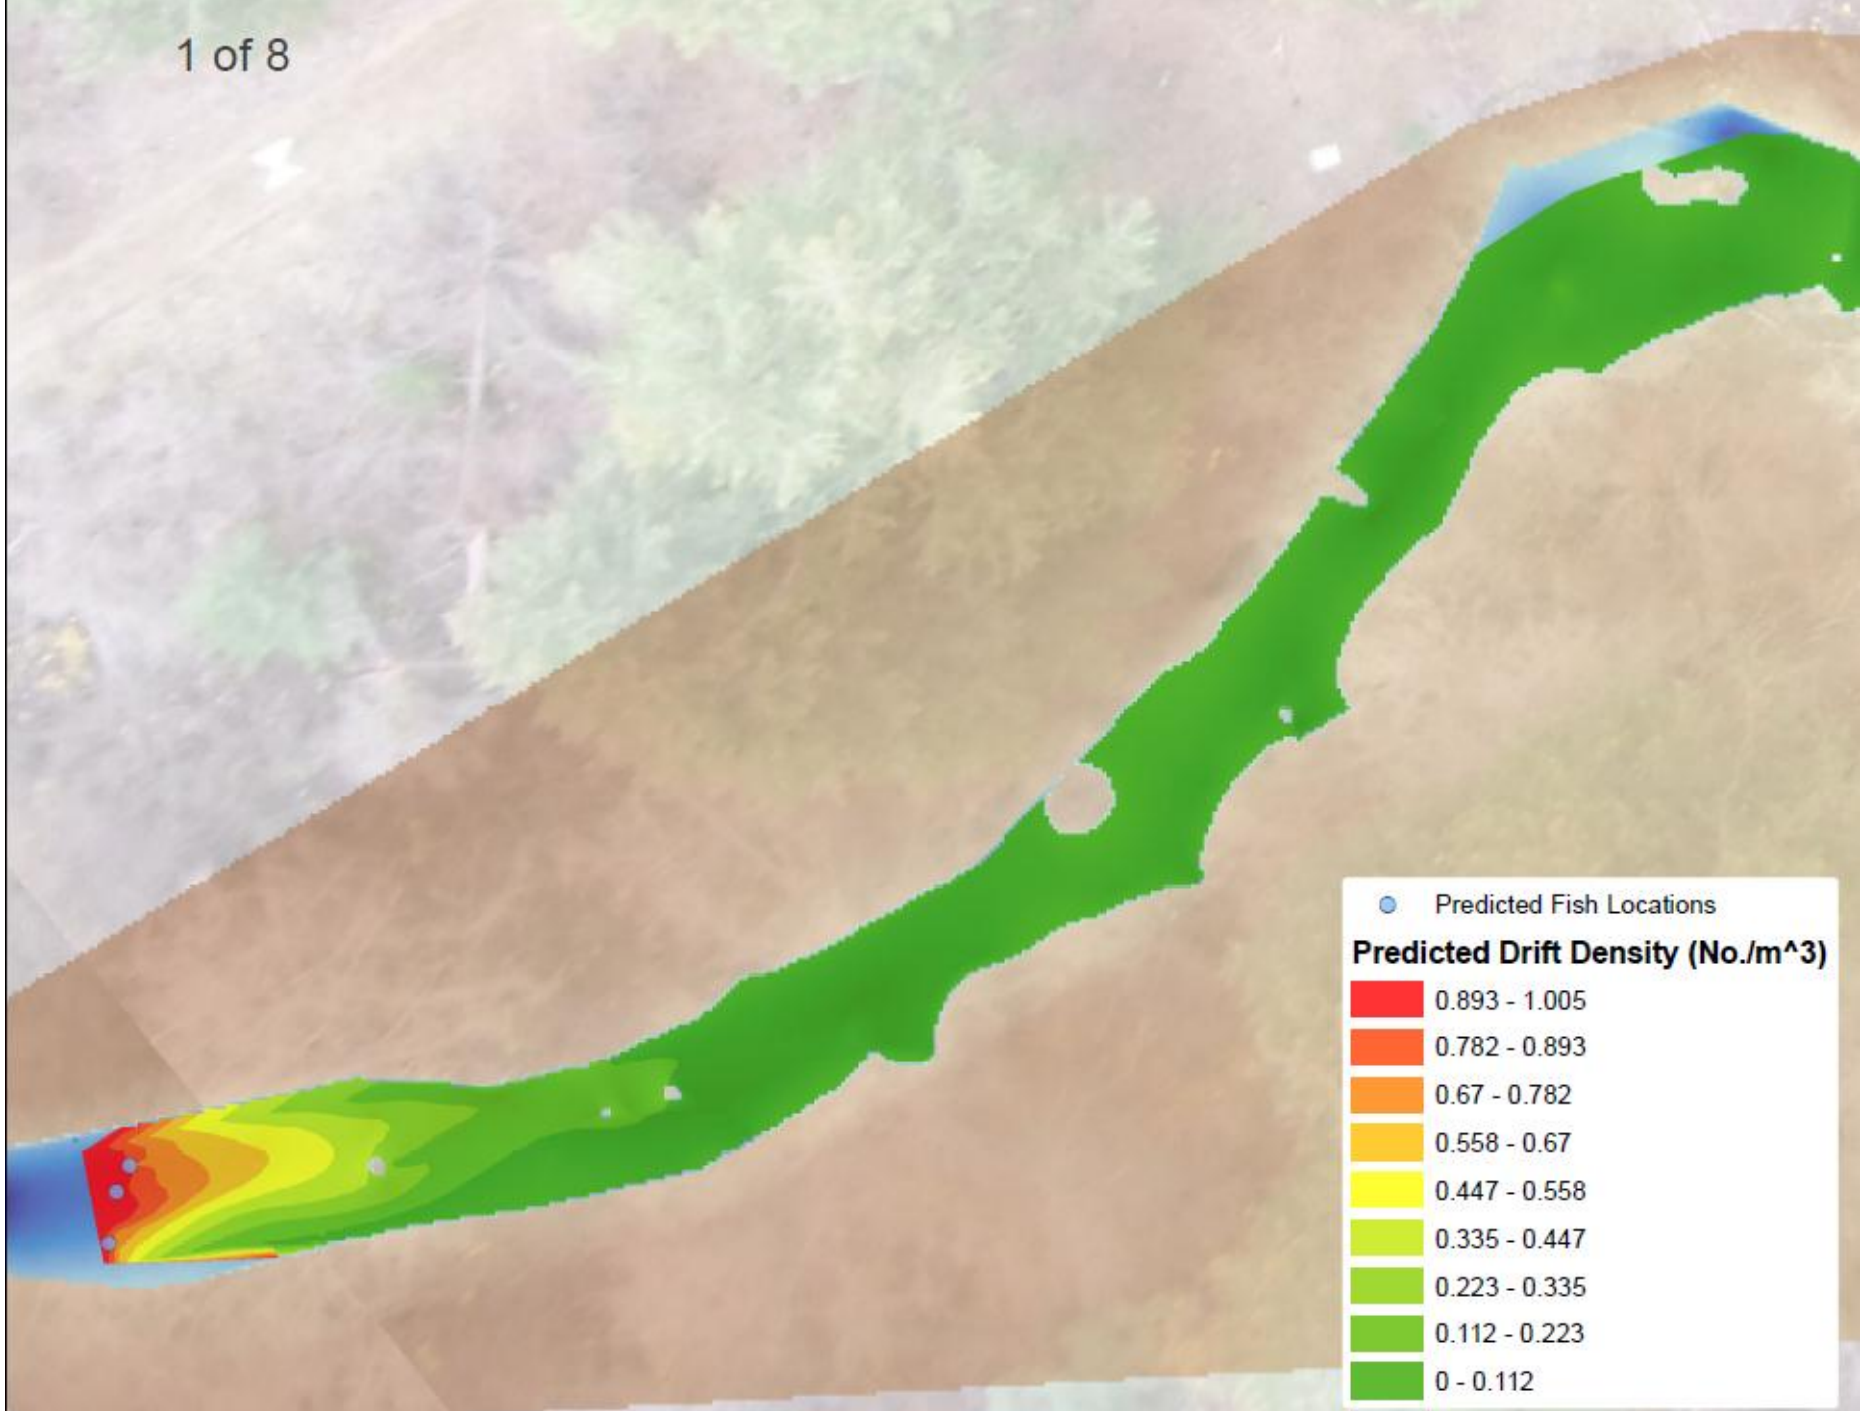 1 of 8
Predicted Fish Locations
Predicted Drift Density (No./m^3)
0.893 - 1.005
0.782 - 0.893
0.67 - 0.782
0.558 - 0.67
0.447 - 0.558
0.335 - 0.447
0.223 - 0.335
0.112 - 0.223
0 - 0.112